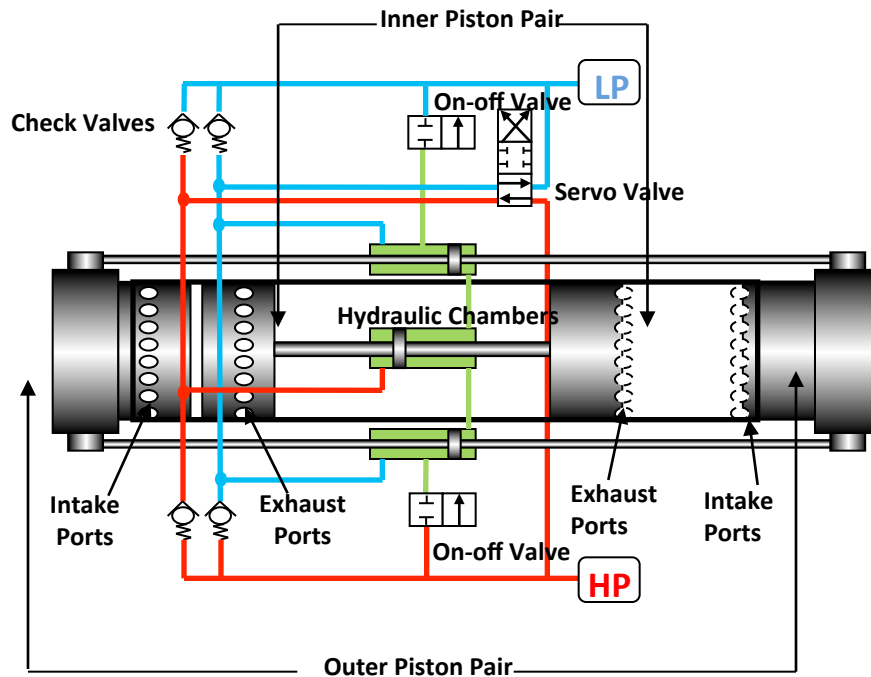 Inner Piston Pair
LP
On-off Valve
Check Valves
Servo Valve
Hydraulic Chambers
Intake
Ports
Exhaust
Ports
Exhaust
Ports
Intake
Ports
On-off Valve
HP
Outer Piston Pair